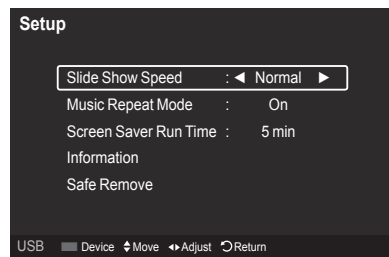 Setup
Slide Show Speed : ◀ Normal ▶
Music Repeat Mode : On
Screen Saver Run Time : 5 min
Information
Safe Remove
USB Device Move Adjust Return